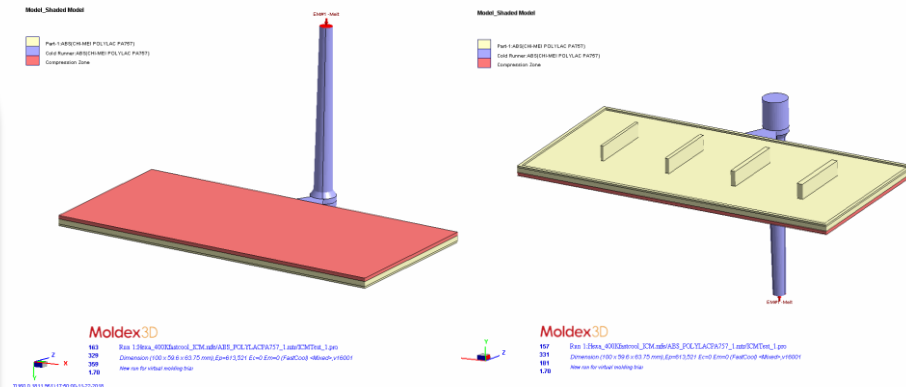 Model_Shaded Model
Part-1:ABS(CHI-MEI POLYLAC PA757)
Cold Runner:ABS(CHI-MEI POLYLAC PA757)
Compression Zone
EM#1-Melt
Moldex3D
163
329
359
1.70
Run 1:Hexa_400Kfastcool_ICM.mfe/ABS_POLYLACPA757_1.mtr/ICMTest_1.pro
Dimension (100 x 59.6 x 63.75 mm),Ep=613,521 Ec=0 Em=0 (FastCool) <Mixed>,v16001
New run for virtual molding trial
Z
X
Y
Model_Shaded Model
Part-1:ABS(CHI-MEI POLYLAC PA757)
Cold Runner:ABS(CHI-MEI POLYLAC PA757)
Compression Zone
EM#1-Melt
Moldex3D
157
331
181
1.70
Run 1:Hexa_400Kfastcool_ICM.mfe/ABS_POLYLACPA757_1.mtr/ICMTest_1.pro
Dimension (100 x 59.6 x 63.75 mm),Ep=613,521 Ec=0 Em=0 (FastCool) <Mixed>,v16001
New run for virtual molding trial
Y
Z